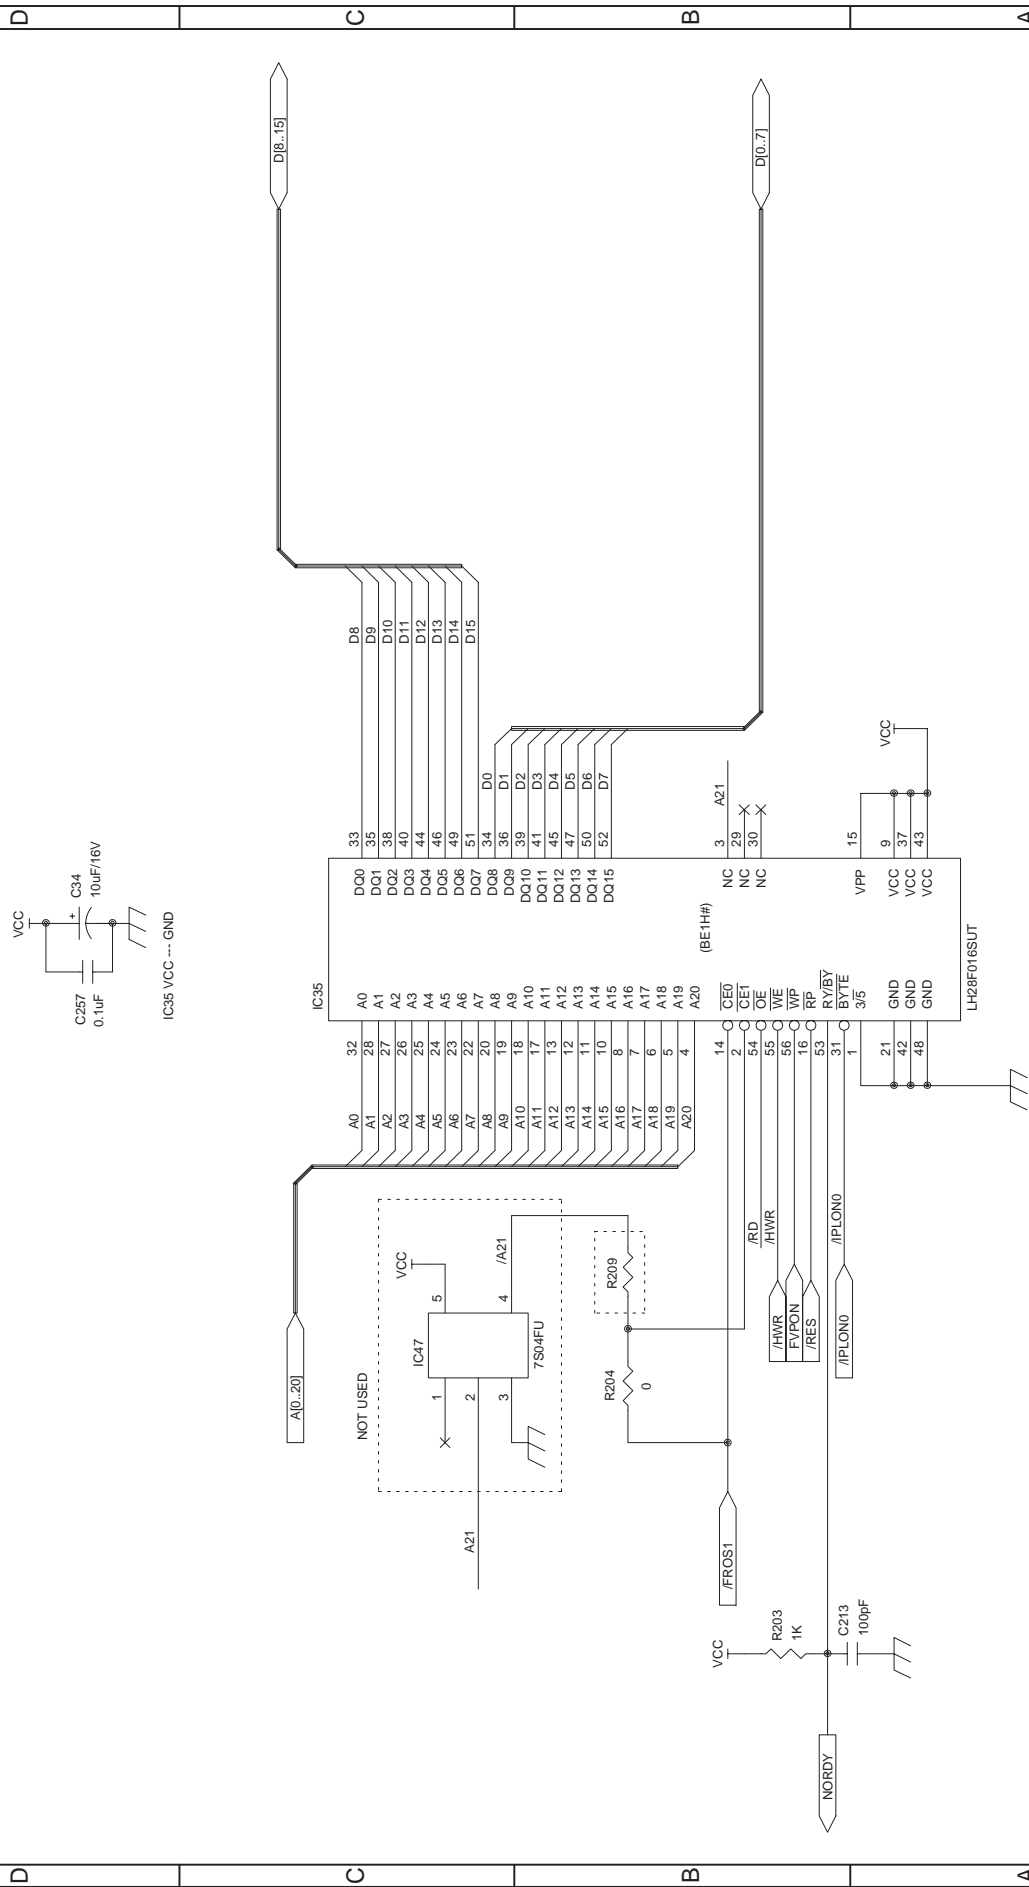 D
C
B
A
VCC
C257
0.1uF
+
C34
10uF/16V
IC35 VCC --- GND
A[0..20]
D[8..15]
D[0..7]
IC35
A0 32 A0 DQ0 33 D8
A1 28 A1 DQ1 35 D9
A2 27 A2 DQ2 38 D10
A3 26 A3 DQ3 40 D11
A4 25 A4 DQ4 44 D12
A5 24 A5 DQ5 46 D13
A6 23 A6 DQ6 49 D14
A7 22 A7 DQ7 51 D15
A8 20 A8 DQ8 34 D0
A9 19 A9 DQ9 36 D1
A10 18 A10 DQ10 39 D2
A11 17 A11 DQ11 41 D3
A12 13 A12 DQ12 45 D4
A13 12 A13 DQ13 47 D5
A14 11 A14 DQ14 50 D6
A15 10 A15 DQ15 52 D7
A16 8 A16
A17 7 A17
A18 6 A18
A19 5 A19
A20 4 A20
14 CE0 NC 3 A21
2 CE1 NC 29
/RD 54 OE NC 30
/HWR 55 WE
56 WP
16 RP
53 RY/BY
/IPLON0 31 BYTE
1 3/5 VPP 15
21 GND VCC 9
42 GND VCC 37
48 GND VCC 43
VCC
(BE1H#)
LH28F016SUT
NOT USED
VCC
IC47
1
2
3
4
5
7S04FU
A21
/A21
R209
R204
0
/FROS1
/HWR
FVPON
/RES
/IPLON0
VCC
R203
1K
C213
100pF
NORDY
D
C
B
A